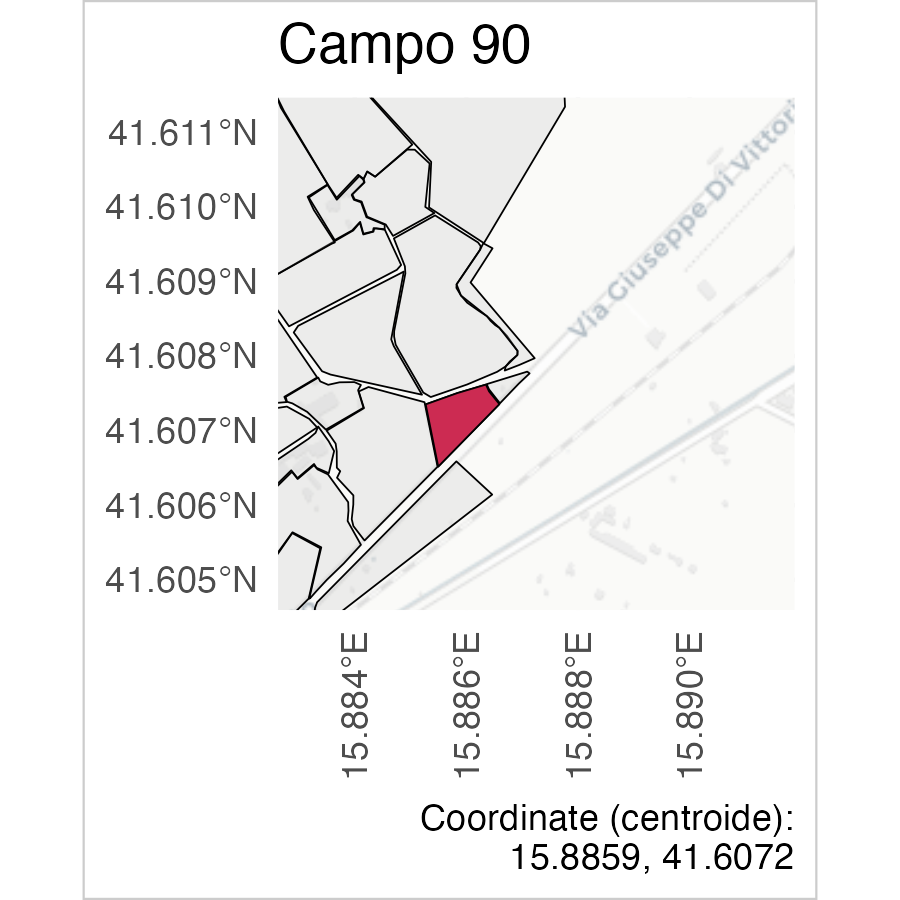 Campo 90
41.611°N
41.610°N
41.609°N
41.608°N
41.607°N
41.606°N
41.605°N
Via Giuseppe Di Vittori
15.884°E
15.886°E
15.888°E
15.890°E
Coordinate (centroide):
15.8859, 41.6072